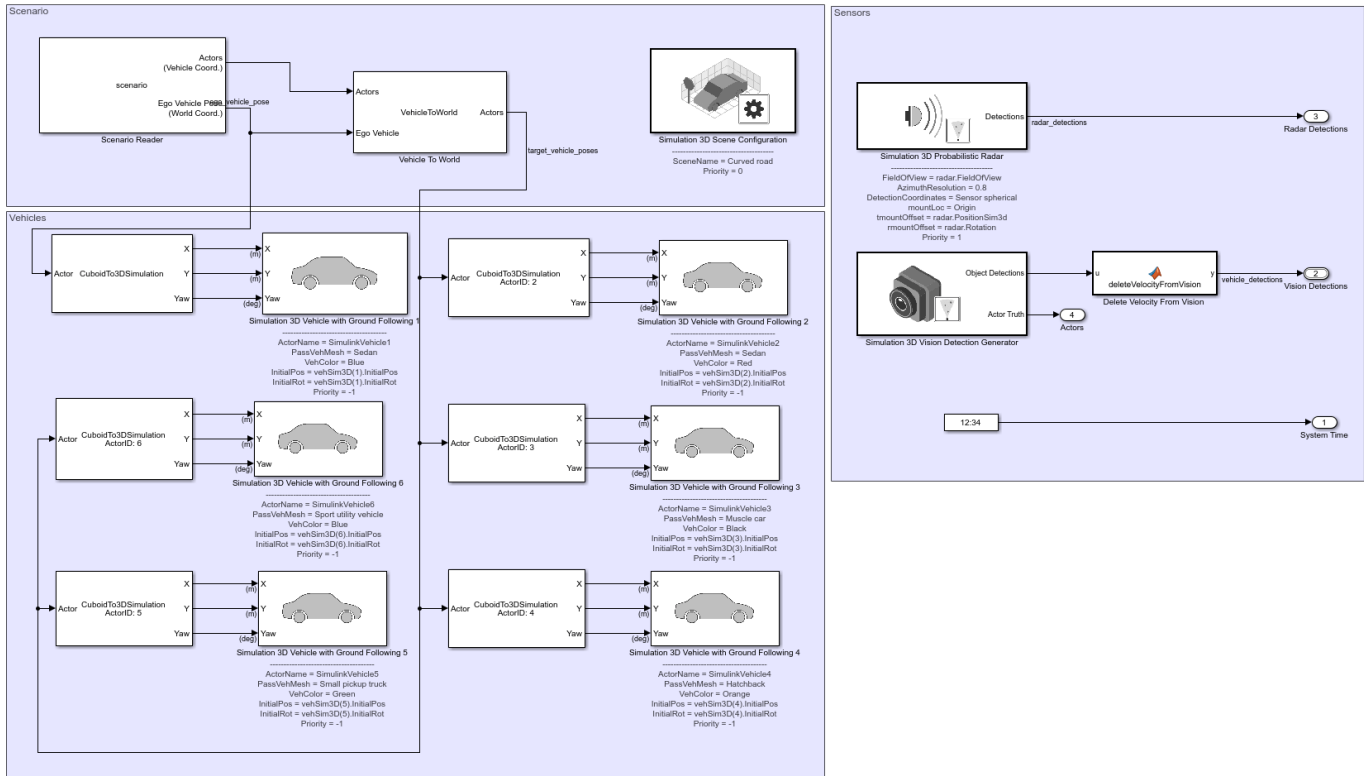 Scenario
Actors
(Vehicle Coord.)
scenario
Ego Vehicle Pose
(World Coord.)
ego_vehicle_pose
Scenario Reader
Actors
Ego Vehicle
VehicleToWorld
Actors
Vehicle To World
target_vehicle_poses
Simulation 3D Scene Configuration
SceneName = Curved road
Priority = 0
Vehicles
Actor
CuboidTo3DSimulation
X
Y
Yaw
(m)
(m)
(deg)
X
Y
Yaw
Simulation 3D Vehicle with Ground Following 1
ActorName = SimulinkVehicle1
PassVehMesh = Sedan
VehColor = Blue
InitialPos = vehSim3D(1).InitialPos
InitialRot = vehSim3D(1).InitialRot
Priority = -1
Actor
CuboidTo3DSimulation
ActorID: 2
X
Y
Yaw
(m)
(m)
(deg)
X
Y
Yaw
Simulation 3D Vehicle with Ground Following 2
ActorName = SimulinkVehicle2
PassVehMesh = Sedan
VehColor = Red
InitialPos = vehSim3D(2).InitialPos
InitialRot = vehSim3D(2).InitialRot
Priority = -1
Actor
CuboidTo3DSimulation
ActorID: 6
X
Y
Yaw
(m)
(m)
(deg)
X
Y
Yaw
Simulation 3D Vehicle with Ground Following 6
ActorName = SimulinkVehicle6
PassVehMesh = Sport utility vehicle
VehColor = Blue
InitialPos = vehSim3D(6).InitialPos
InitialRot = vehSim3D(6).InitialRot
Priority = -1
Actor
CuboidTo3DSimulation
ActorID: 3
X
Y
Yaw
(m)
(m)
(deg)
X
Y
Yaw
Simulation 3D Vehicle with Ground Following 3
ActorName = SimulinkVehicle3
PassVehMesh = Muscle car
VehColor = Black
InitialPos = vehSim3D(3).InitialPos
InitialRot = vehSim3D(3).InitialRot
Priority = -1
Actor
CuboidTo3DSimulation
ActorID: 5
X
Y
Yaw
(m)
(m)
(deg)
X
Y
Yaw
Simulation 3D Vehicle with Ground Following 5
ActorName = SimulinkVehicle5
PassVehMesh = Small pickup truck
VehColor = Green
InitialPos = vehSim3D(5).InitialPos
InitialRot = vehSim3D(5).InitialRot
Priority = -1
Actor
CuboidTo3DSimulation
ActorID: 4
X
Y
Yaw
(m)
(m)
(deg)
X
Y
Yaw
Simulation 3D Vehicle with Ground Following 4
ActorName = SimulinkVehicle4
PassVehMesh = Hatchback
VehColor = Orange
InitialPos = vehSim3D(4).InitialPos
InitialRot = vehSim3D(4).InitialRot
Priority = -1
Sensors
Detections
radar_detections
3
Radar Detections
Simulation 3D Probabilistic Radar
FieldOfView = radar.FieldOfView
AzimuthResolution = 0.8
DetectionCoordinates = Sensor spherical
mountLoc = Origin
tmountOffset = radar.PositionSim3d
rmountOffset = radar.Rotation
Priority = 1
Object Detections
Actor Truth
Simulation 3D Vision Detection Generator
4
Actors
u
deleteVelocityFromVision
y
Delete Velocity From Vision
vehicle_detections
2
Vision Detections
12:34
1
System Time